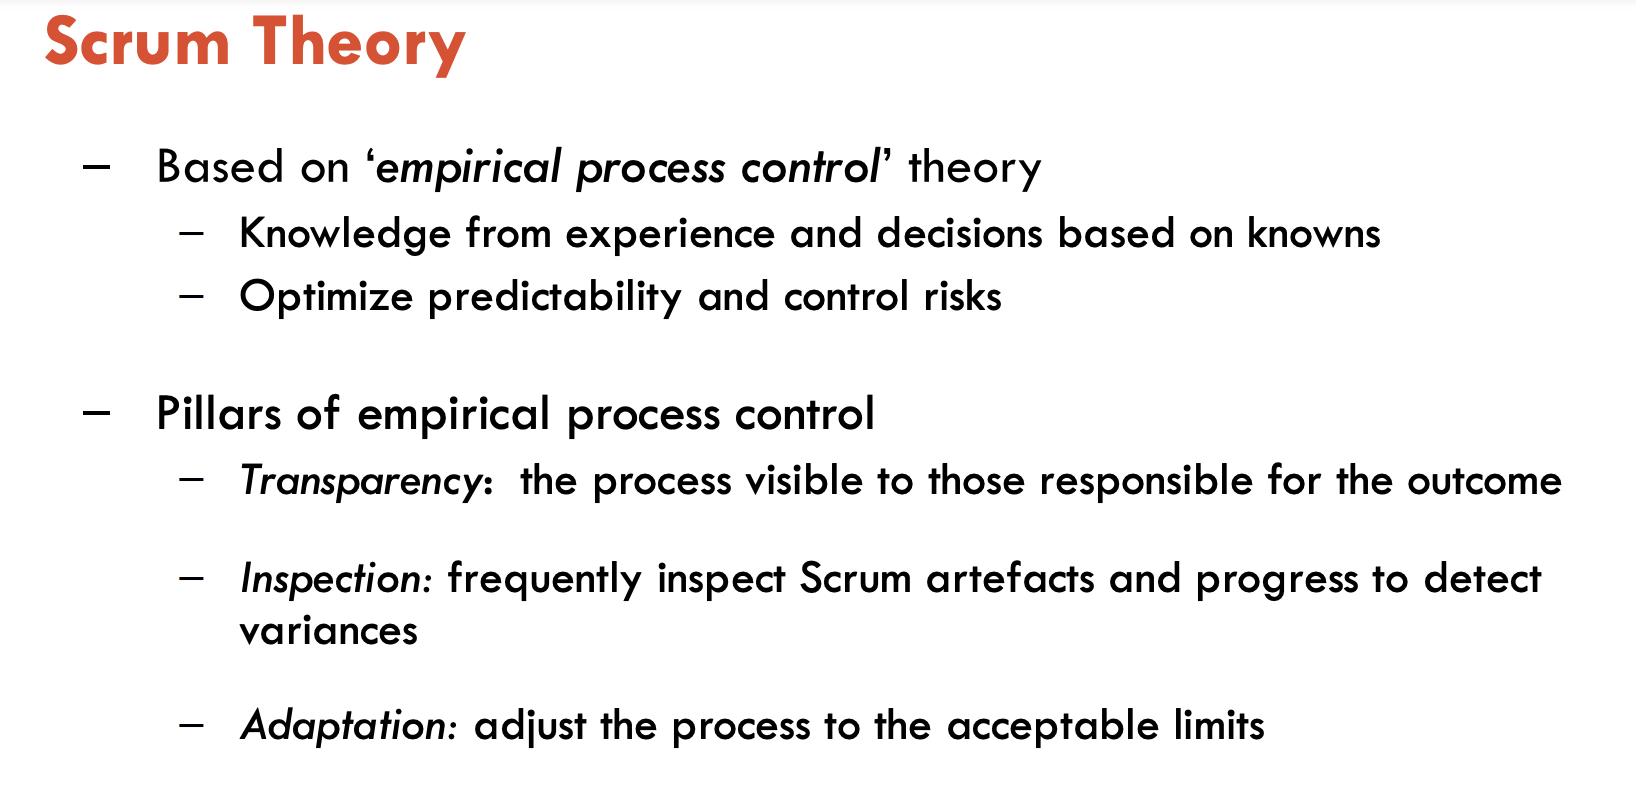 Scrum Theory
– Based on ‘empirical process control’ theory
– Knowledge from experience and decisions based on knowns
– Optimize predictability and control risks
– Pillars of empirical process control
– Transparency: the process visible to those responsible for the outcome
– Inspection: frequently inspect Scrum artefacts and progress to detect
variances
– Adaptation: adjust the process to the acceptable limits